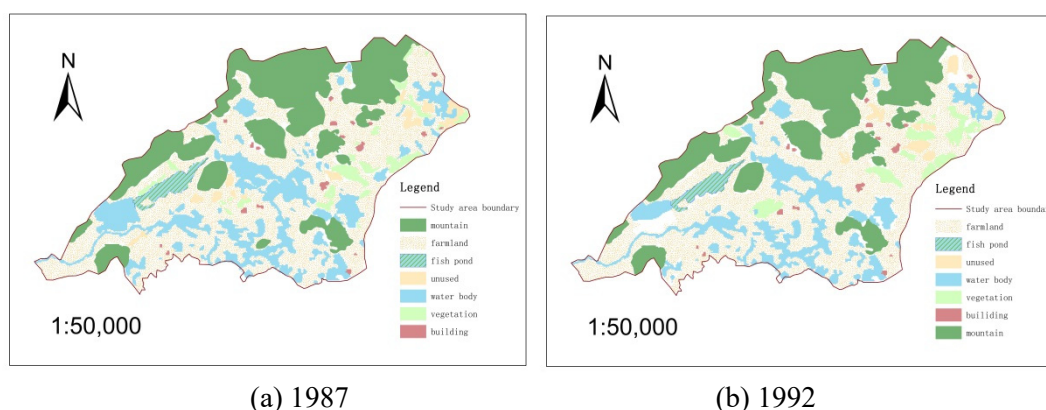 N
Legend
Study area boundary
mountain
farmland
fish pond
unused
water body
vegetation
building
1:50,000
(a) 1987
N
Legend
Study area bounda
farmland
fish pond
unused
water body
vegetation
builiding
mountain
1:50,000
(b) 1992